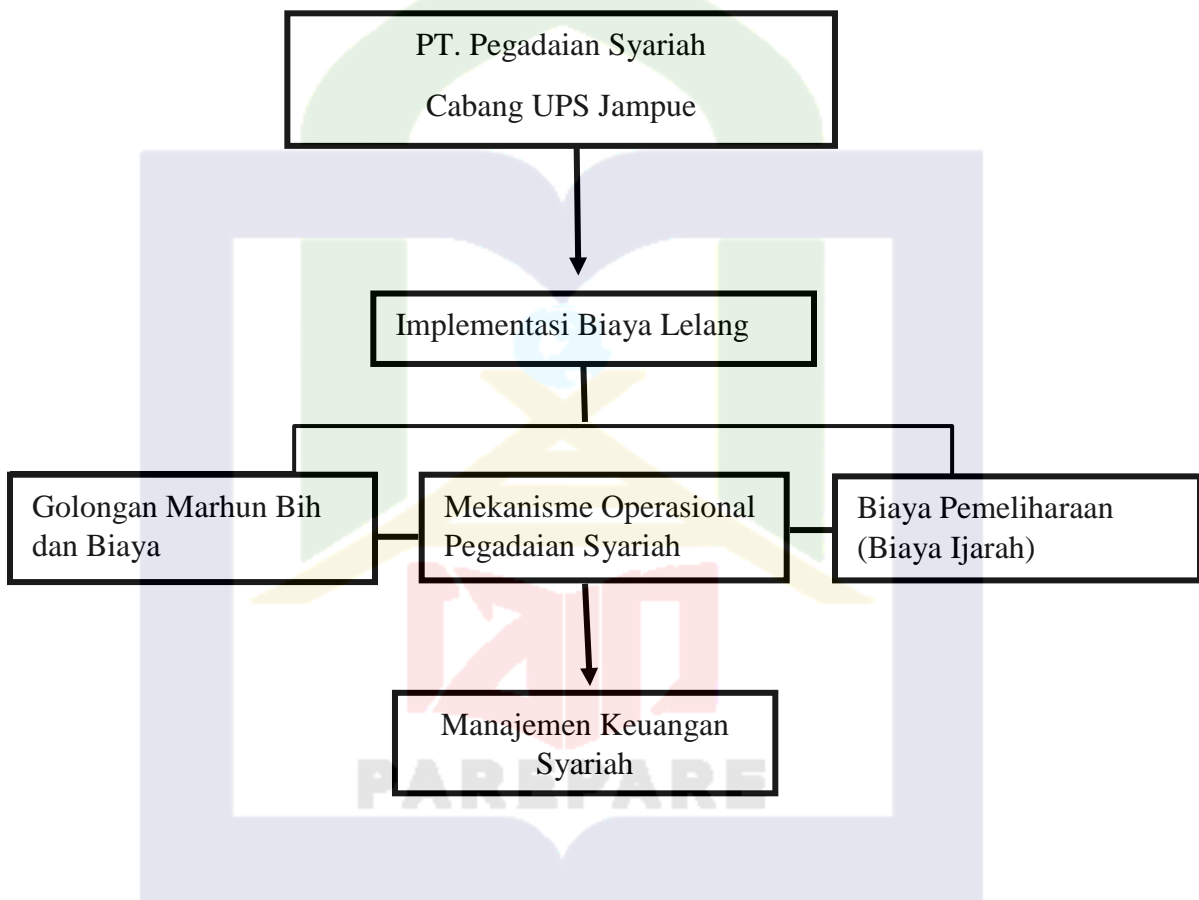 PT. Pegadaian Syariah
Cabang UPS Jampue
Implementasi Biaya Lelang
Golongan Marhun Bih
dan Biaya
Mekanisme Operasional
Pegadaian Syariah
Biaya Pemeliharaan
(Biaya Ijarah)
Manajemen Keuangan
Syariah
PAREPARE